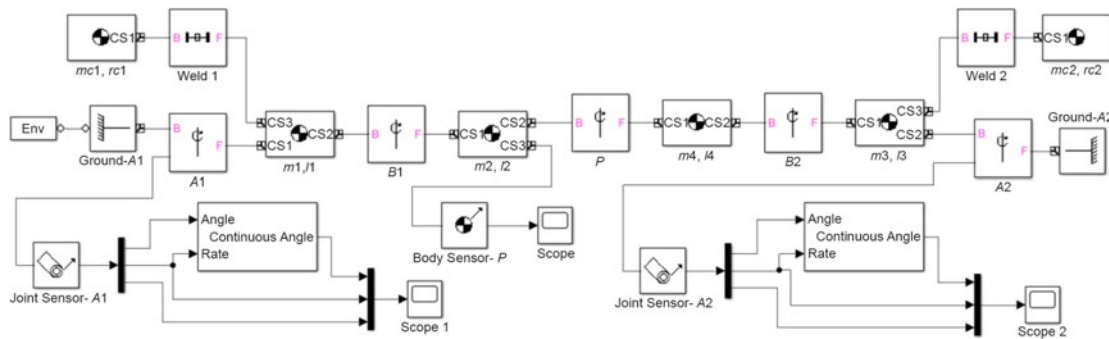 CS1
B
F
mc1, rc1
Weld 1
B
F
CS1
Weld 2
mc2, rc2
Env
Ground-A1
B
F
A1
CS3
CS1
CS2
m1,l1
B
F
B1
CS1
CS2
CS3
m2, l2
B
F
P
CS1
CS2
m4, l4
B
F
B2
CS1
CS3
CS2
m3, l3
B
F
A2
Ground-A2
Joint Sensor- A1
Angle
Continuous Angle
Rate
Scope 1
Body Sensor- P
Scope
Joint Sensor- A2
Angle
Continuous Angle
Rate
Scope 2